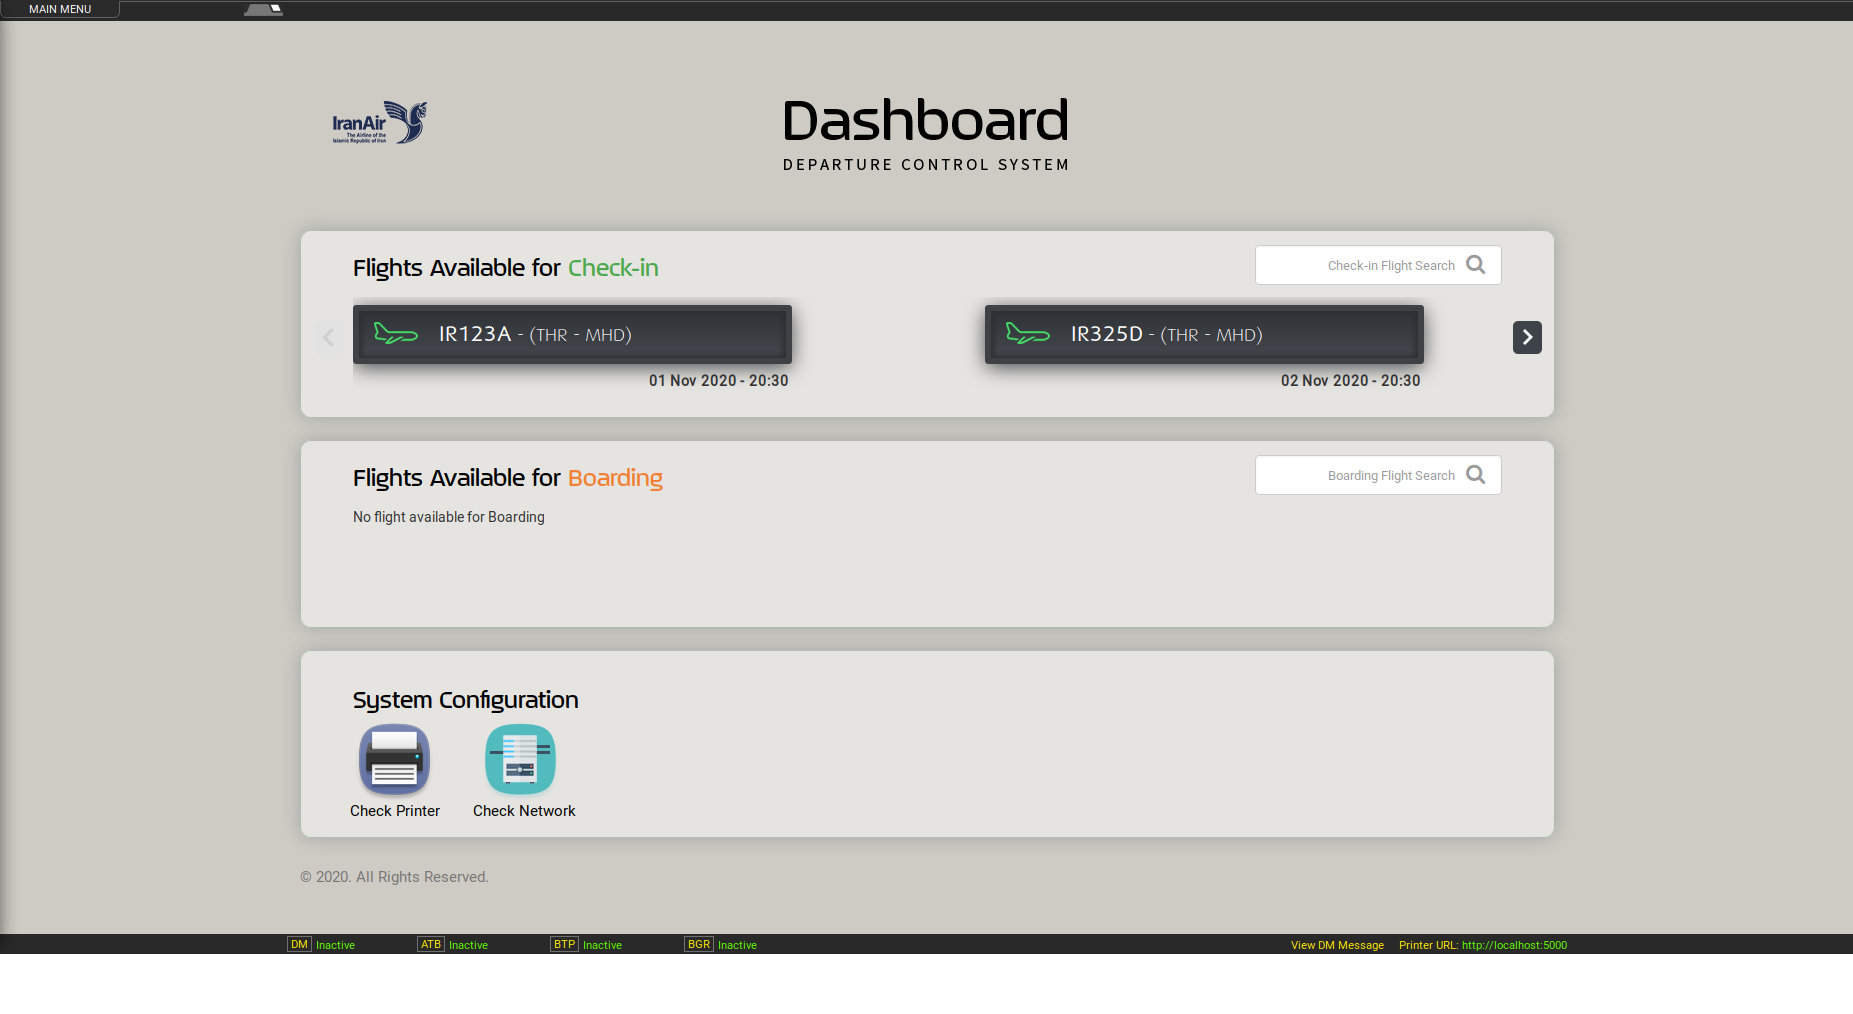 MAIN MENU
IranAir
The Airline of the
Islamic Republic of Iran
Dashboard
DEPARTURE CONTROL SYSTEM
Flights Available for Check-in
Check-in Flight Search
IR123A - (THR - MHD)
IR325D - (THR - MHD)
01 Nov 2020 - 20:30
02 Nov 2020 - 20:30
Flights Available for Boarding
Boarding Flight Search
No flight available for Boarding
System Configuration
Check Printer
Check Network
© 2020. All Rights Reserved.
DM Inactive
ATB Inactive
BTP Inactive
BGR Inactive
View DM Message
Printer URL: http://localhost:5000